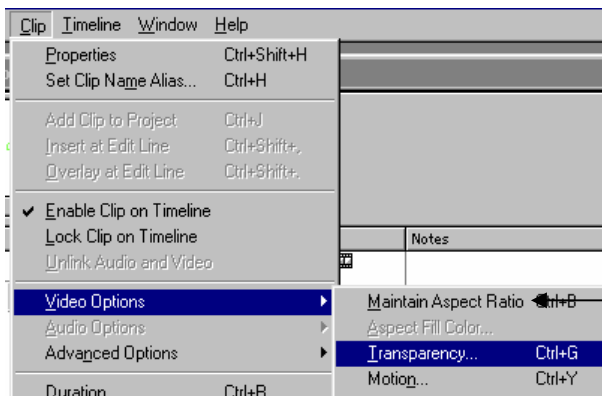 Clip Timeline Window Help
Properties Ctrl+Shift+H
Set Clip Name Alias... Ctrl+H
Add Clip to Project Ctrl+J
Insert at Edit Line Ctrl+Shift+,
Overlay at Edit Line Ctrl+Shift+.
Enable Clip on Timeline
Lock Clip on Timeline
Notes
Unlink Audio and Video
Video Options
Maintain Aspect Ratio Ctrl+B
Audio Options
Aspect Fill Color...
Advanced Options
Transparency... Ctrl+G
Motion... Ctrl+Y
Duration Ctrl+R